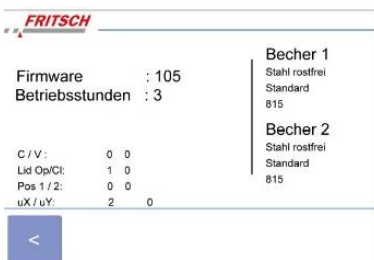 FRITSCH
Firmware : 105
Betriebsstunden : 3
C / V : 0 0
Lid Op/Cl: 1 0
Pos 1 / 2: 0 0
uX / uY: 2 0
Becher 1
Stahl rostfrei
Standard
815
Becher 2
Stahl rostfrei
Standard
815
<